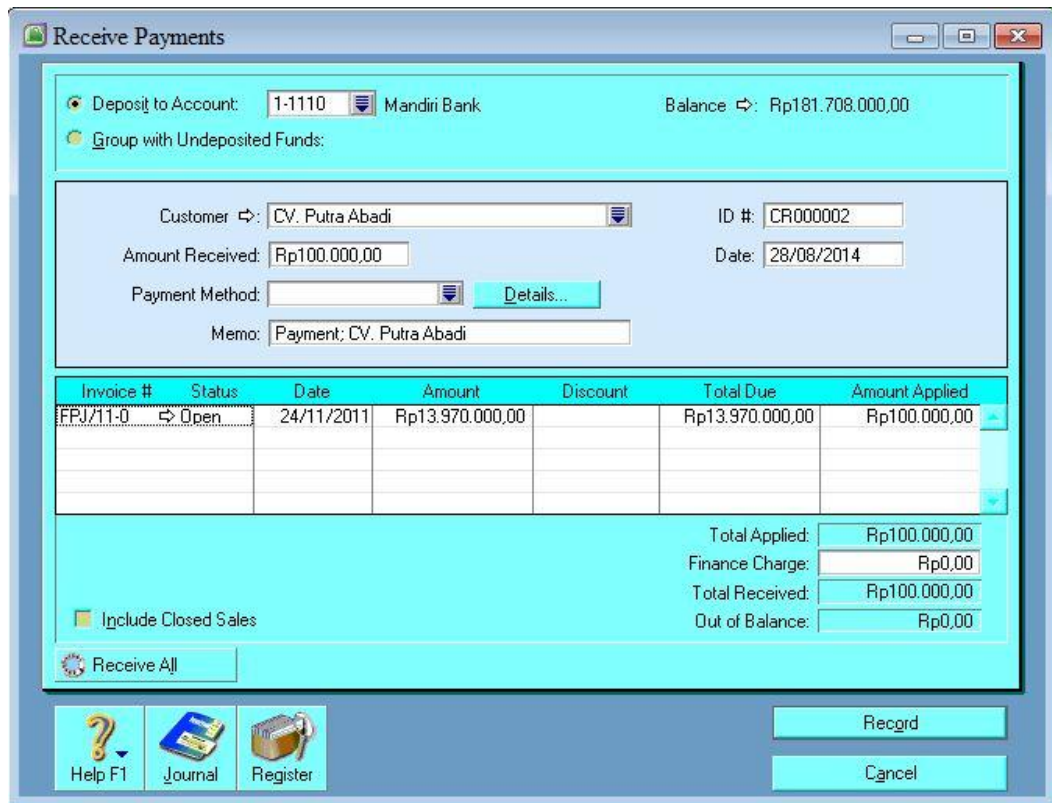 Receive Payments
Deposit to Account: 1-1110 Mandiri Bank Balance ⇨: Rp181.708.000,00
Group with Undeposited Funds:
Customer ⇨: CV. Putra Abadi ID #: CR000002
Amount Received: Rp100.000,00 Date: 28/08/2014
Payment Method: Details...
Memo: Payment; CV. Putra Abadi
Invoice # Status Date Amount Discount Total Due Amount Applied
FPJ/11-0 ⇨ Open 24/11/2011 Rp13.970.000,00 Rp13.970.000,00 Rp100.000,00
Total Applied: Rp100.000,00
Finance Charge: Rp0,00
Total Received: Rp100.000,00
Include Closed Sales Out of Balance: Rp0,00
Receive All
Record
Help F1 Journal Register
Cancel